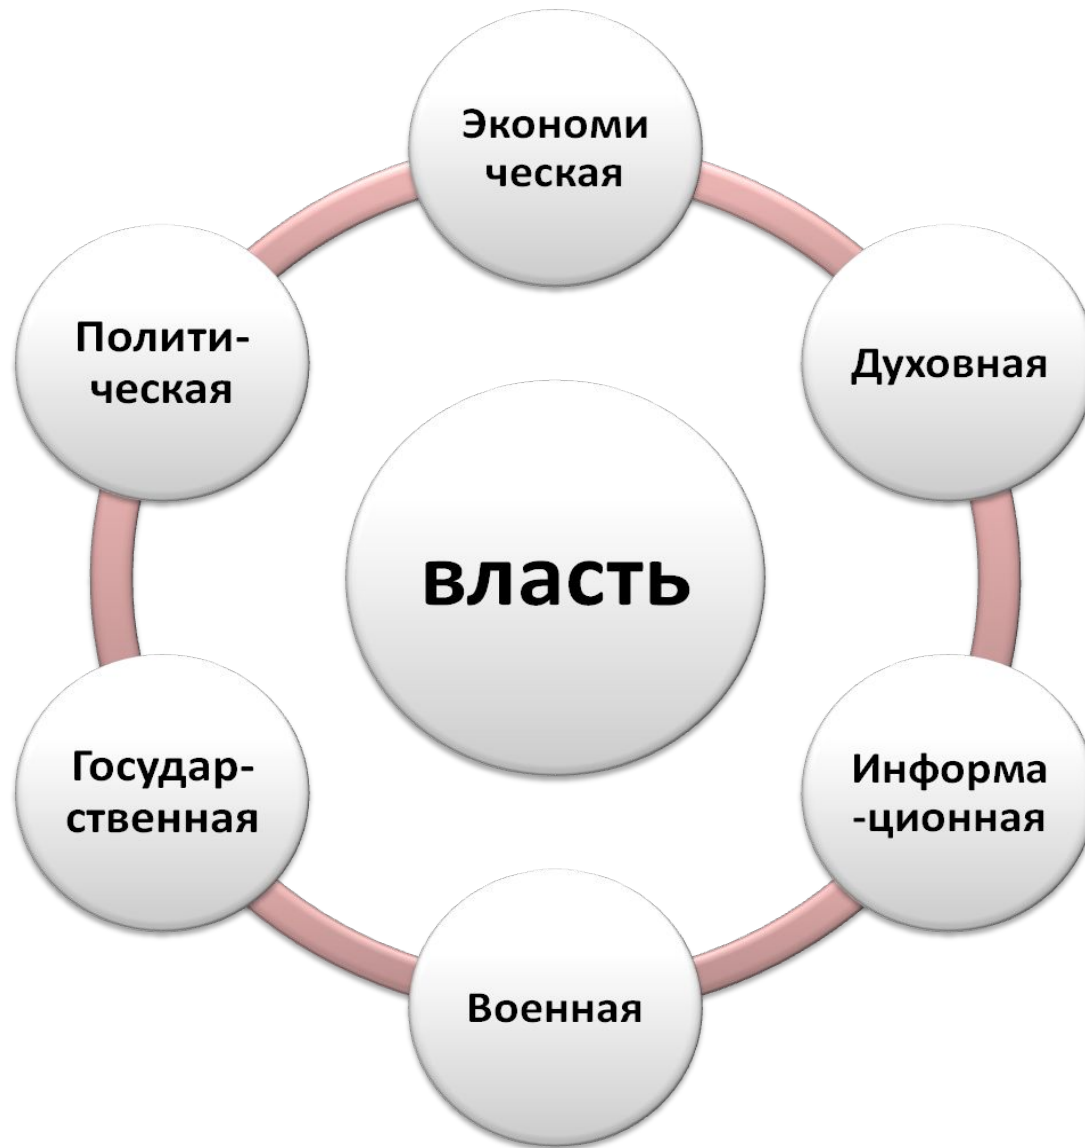 Экономи
ческая
Духовная
Информа
-ционная
Военная
Государ-
ственная
Полити-
ческая
власть